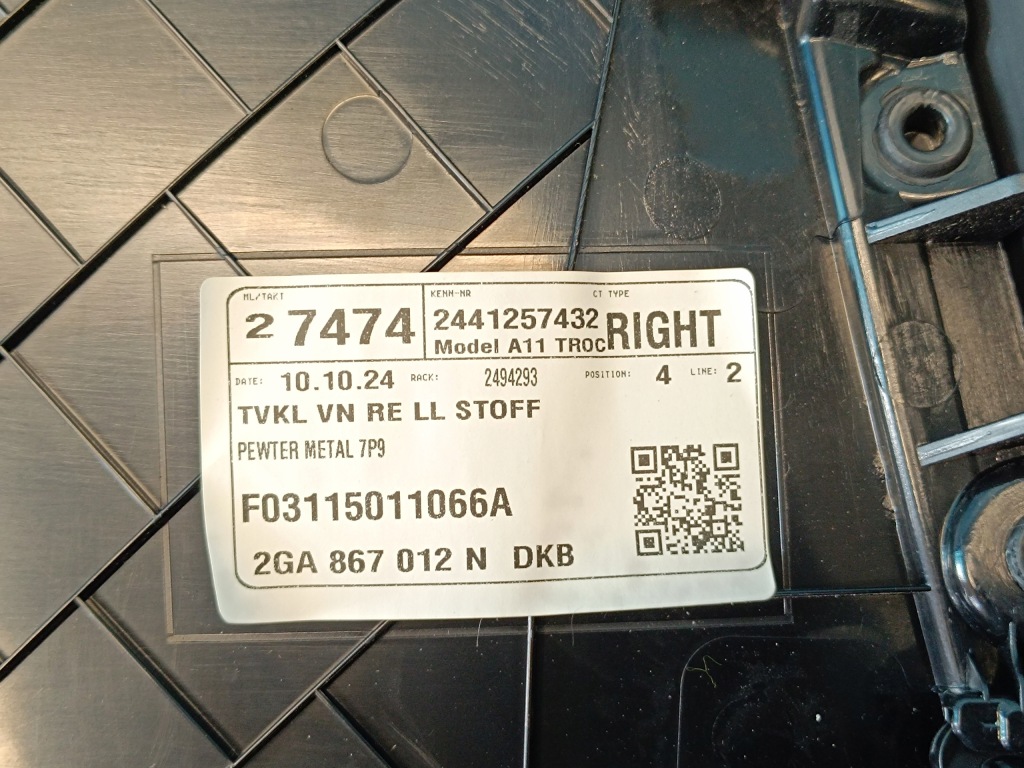 ML/TAKT KENN-NR CT TYPE
2 7474 2441257432 RIGHT
Model A11 TROC
DATE: 10.10.24 RACK: 2494293 POSITION: 4 LINE: 2
TVKL VN RE LL STOFF
PEWTER METAL 7P9
F03115011066A
2GA 867 012 N DKB